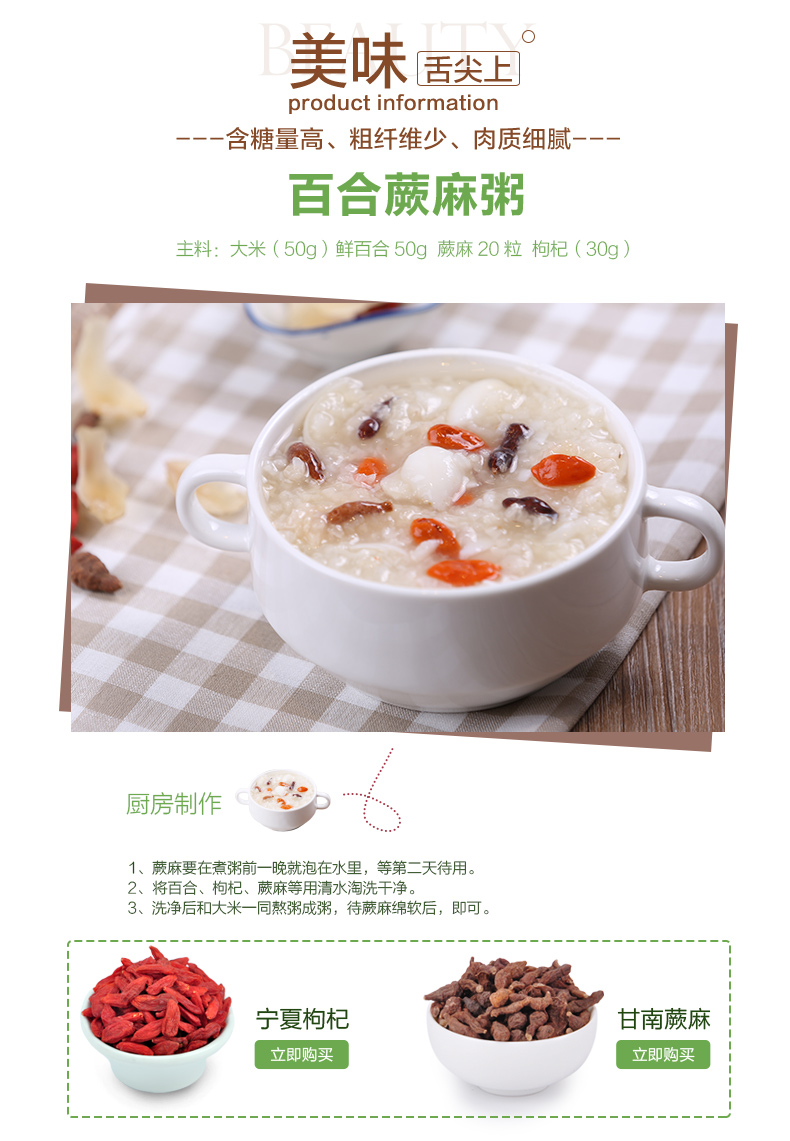 BEAUTY
美味 舌尖上
product information
---含糖量高、粗纤维少、肉质细腻---
百合蕨麻粥
主料：大米（50g）鲜百合 50g 蕨麻 20 粒 枸杞（30g）
厨房制作
1、蕨麻要在煮粥前一晚就泡在水里，等第二天待用。
2、将百合、枸杞、蕨麻等用清水淘洗干净。
3、洗净后和大米一同熬粥成粥，待蕨麻绵软后，即可。
宁夏枸杞
立即购买
甘南蕨麻
立即购买